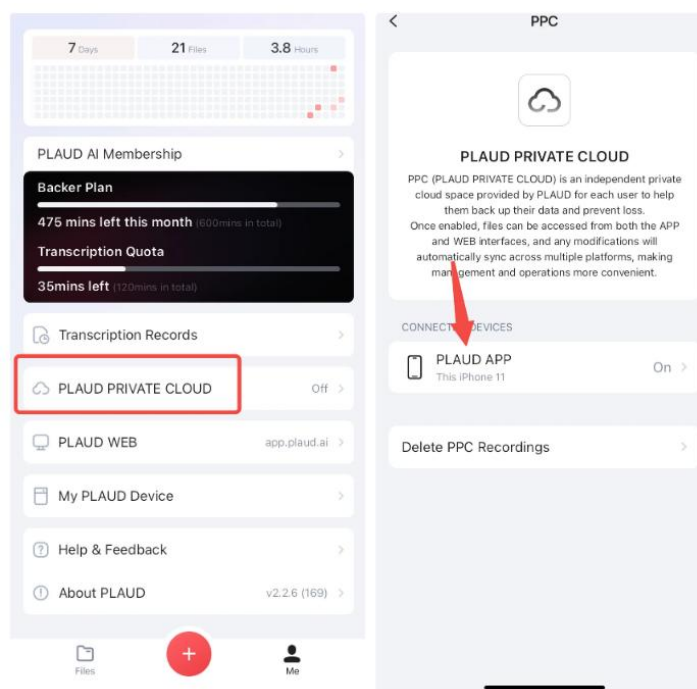 7 Days
21 Files
3.8 Hours
PLAUD AI Membership
Backer Plan
475 mins left this month (600mins in total)
Transcription Quota
35mins left (120mins in total)
Transcription Records
PLAUD PRIVATE CLOUD
Off
PLAUD WEB
app.plaud.ai
My PLAUD Device
Help & Feedback
About PLAUD
v2.2.6 (169)
Files
Me
PPC
PLAUD PRIVATE CLOUD
PPC (PLAUD PRIVATE CLOUD) is an independent private
cloud space provided by PLAUD for each user to help
them back up their data and prevent loss.
Once enabled, files can be accessed from both the APP
and WEB interfaces, and any modifications will
automatically sync across multiple platforms, making
management and operations more convenient.
CONNECTED DEVICES
PLAUD APP
This iPhone 11
On
Delete PPC Recordings